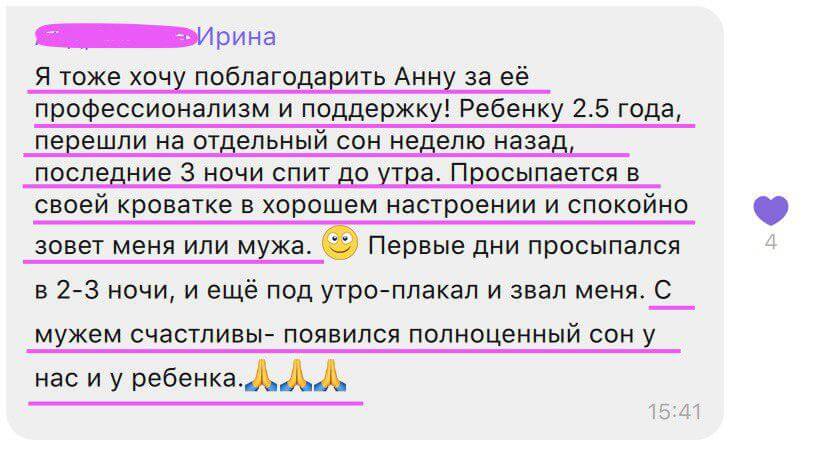 Ирина
Я тоже хочу поблагодарить Анну за её
профессионализм и поддержку! Ребенку 2.5 года,
перешли на отдельный сон неделю назад,
последние 3 ночи спит до утра. Просыпается в
своей кроватке в хорошем настроении и спокойно
зовет меня или мужа. 🙄 Первые дни просыпался
в 2-3 ночи, и ещё под утро-плакал и звал меня. С
мужем счастливы- появился полноценный сон у
нас и у ребенка.🙏🙏🙏
15:41
4